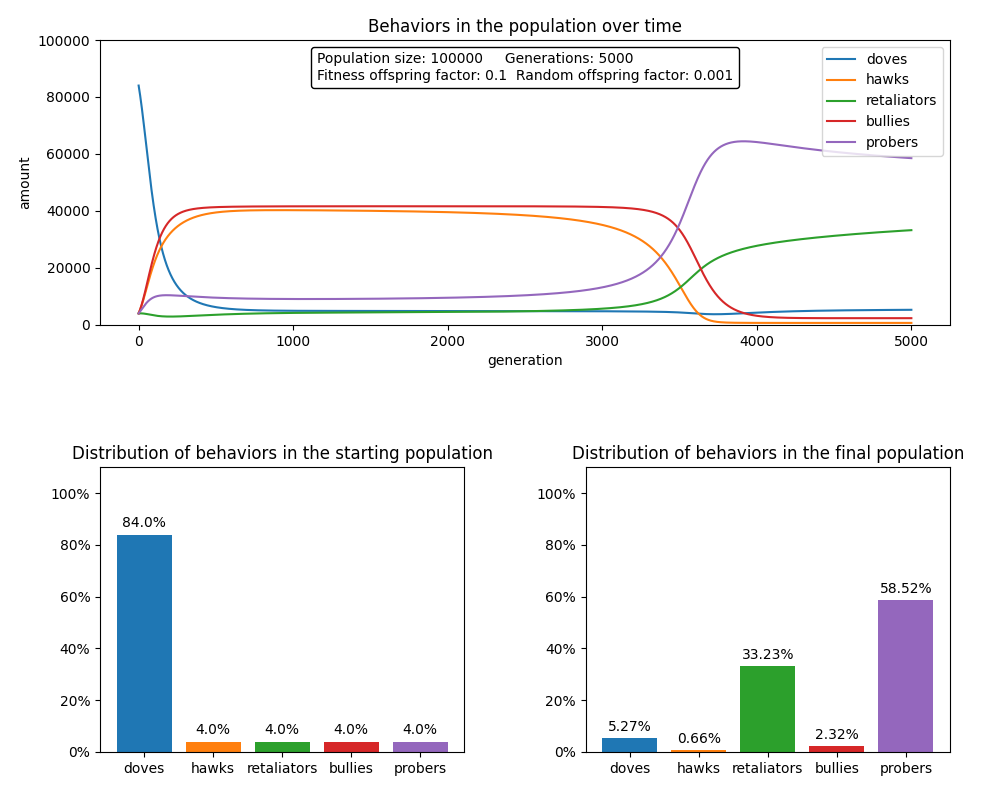 Behaviors in the population over time
100000
80000
60000
40000
20000
0
amount
Population size: 100000 Generations: 5000
Fitness offspring factor: 0.1 Random offspring factor: 0.001
doves
hawks
retaliators
bullies
probers
0 1000 2000 3000 4000 5000
generation
Distribution of behaviors in the starting population
100%
80%
60%
40%
20%
0%
84.0%
4.0% 4.0% 4.0% 4.0%
doves hawks retaliators bullies probers
Distribution of behaviors in the final population
100%
80%
60%
40%
20%
0%
5.27% 0.66% 33.23% 2.32% 58.52%
doves hawks retaliators bullies probers